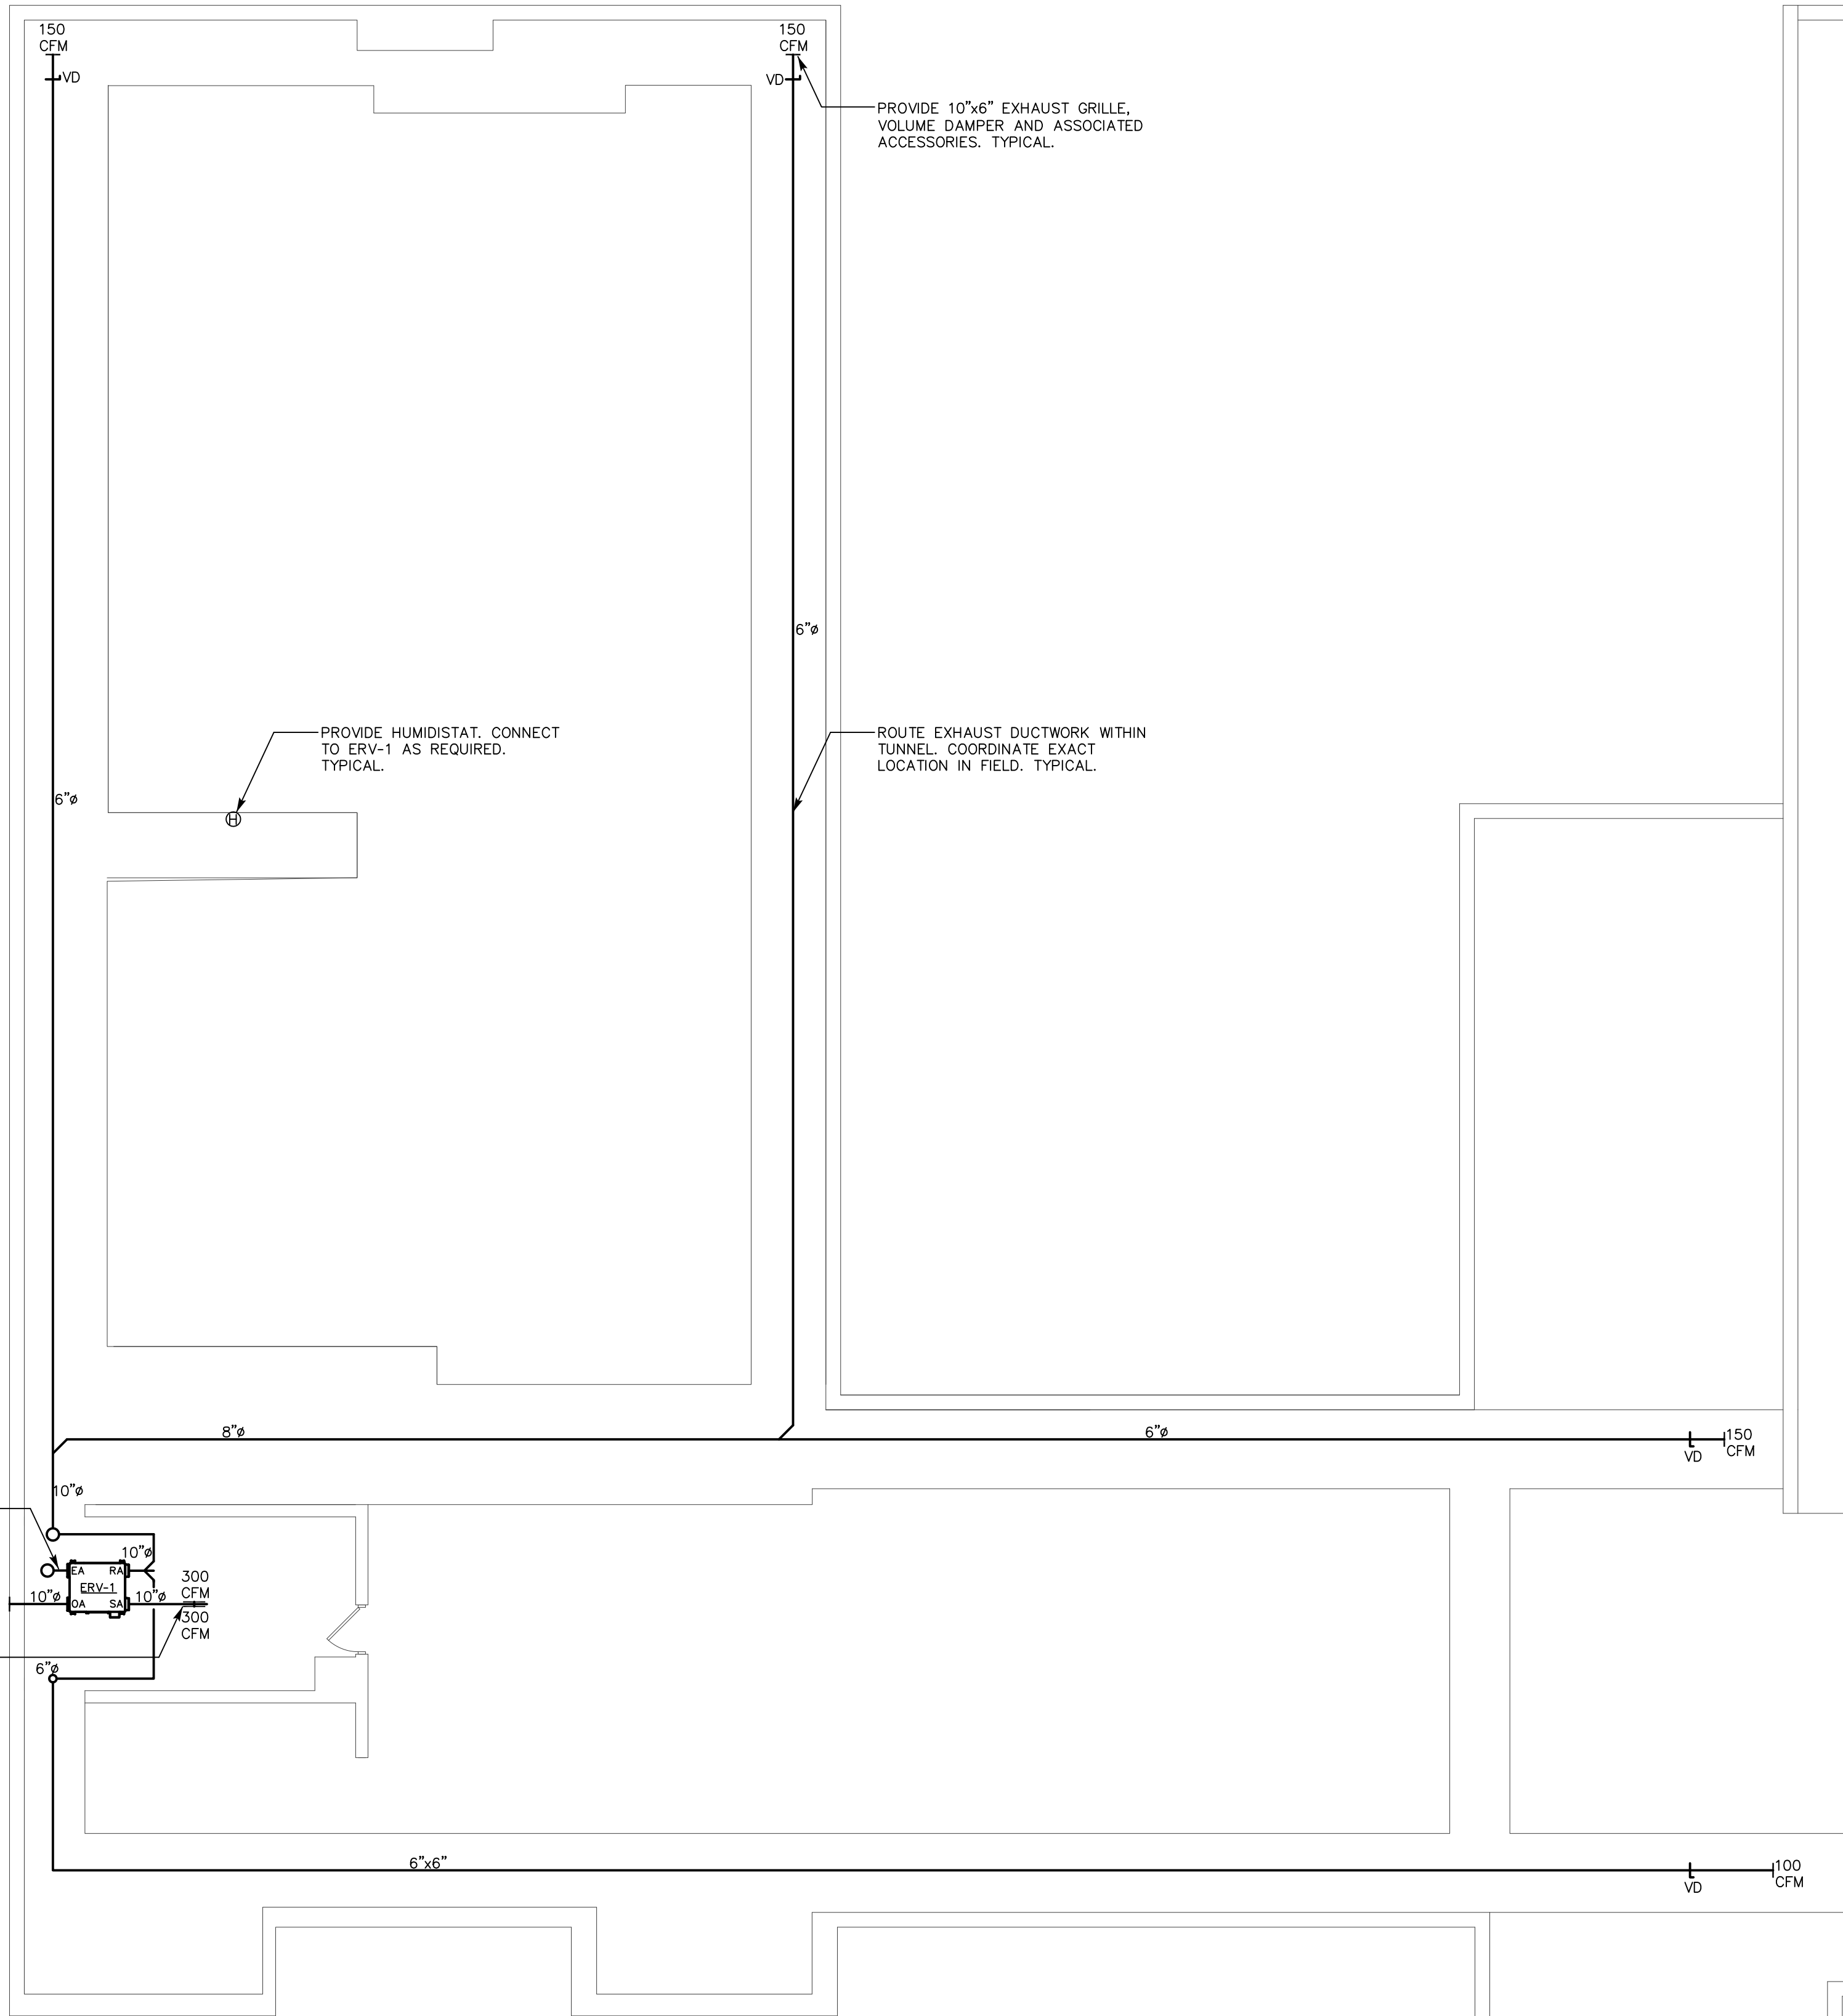 150
CFM
VD
150
CFM
VD
PROVIDE 10"x6" EXHAUST GRILLE,
VOLUME DAMPER AND ASSOCIATED
ACCESSORIES. TYPICAL.
6"ø
PROVIDE HUMIDISTAT. CONNECT
TO ERV-1 AS REQUIRED.
TYPICAL.
ROUTE EXHAUST DUCTWORK WITHIN
TUNNEL. COORDINATE EXACT
LOCATION IN FIELD. TYPICAL.
6"ø
H
8"ø
6"ø
150
CFM
VD
10"ø
10"ø
EA RA
ERV-1
OA SA
10"ø
10"ø
300
CFM
300
CFM
6"ø
6"x6"
100
CFM
VD